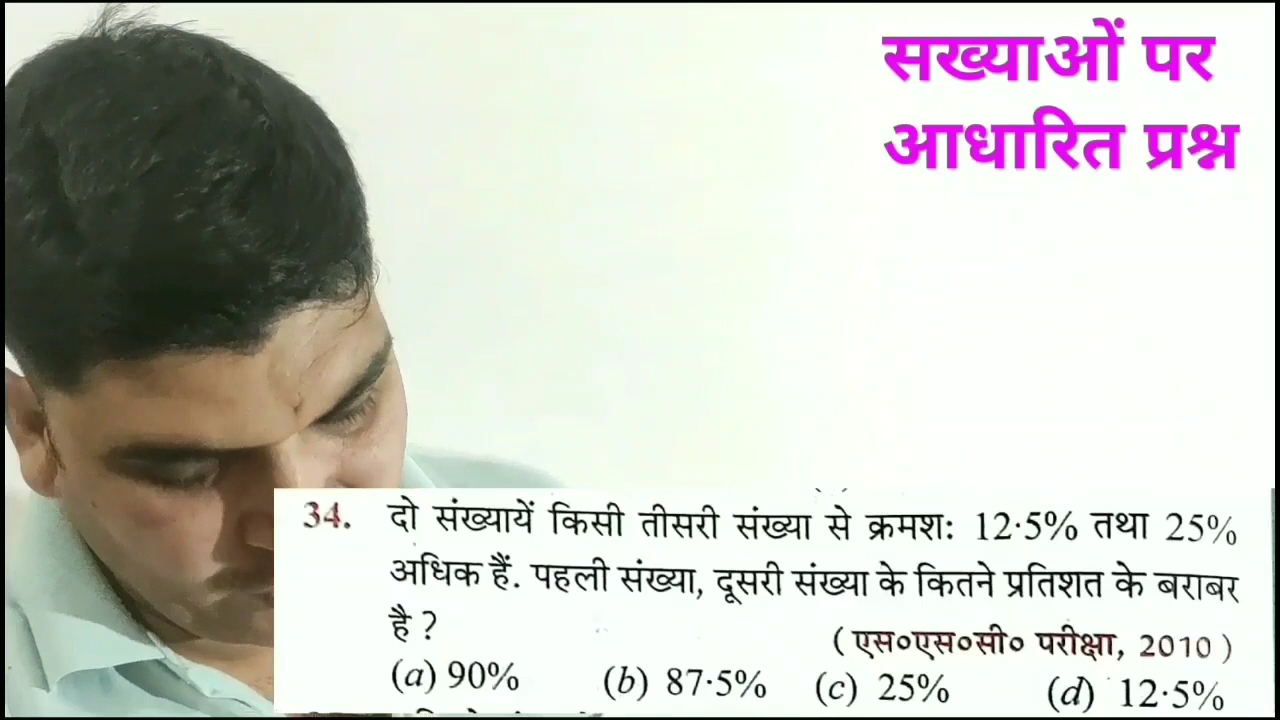 सख्याओं पर
आधारित प्रश्न
34. दो संख्यायें किसी तीसरी संख्या से क्रमश: 12·5% तथा 25%
अधिक हैं. पहली संख्या, दूसरी संख्या के कितने प्रतिशत के बराबर
है ?
( एस०एस०सी० परीक्षा, 2010 )
(a) 90% (b) 87·5% (c) 25% (d) 12·5%